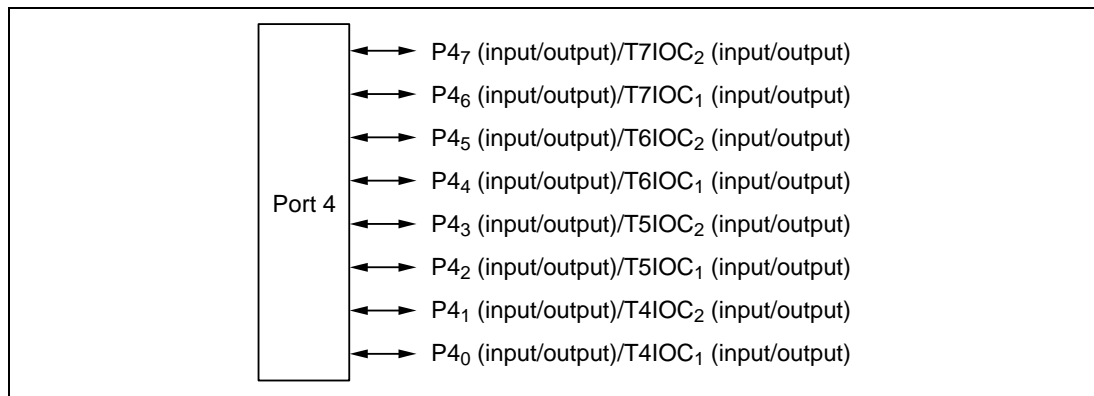 P4₇ (input/output)/T7IOC₂ (input/output)
P4₆ (input/output)/T7IOC₁ (input/output)
P4₅ (input/output)/T6IOC₂ (input/output)
P4₄ (input/output)/T6IOC₁ (input/output)
Port 4
P4₃ (input/output)/T5IOC₂ (input/output)
P4₂ (input/output)/T5IOC₁ (input/output)
P4₁ (input/output)/T4IOC₂ (input/output)
P4₀ (input/output)/T4IOC₁ (input/output)